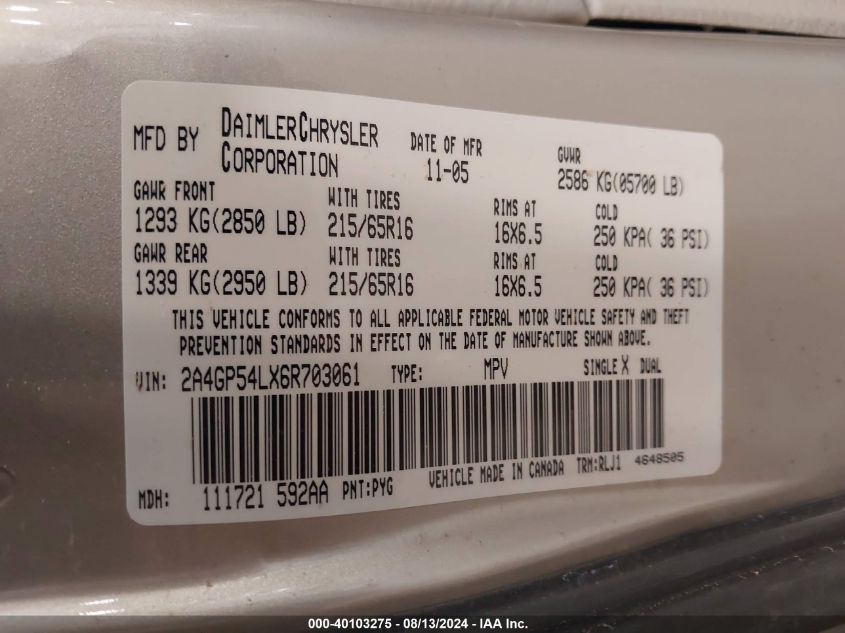 MFD BY DAIMLERCHRYSLER CORPORATION DATE OF MFR 11-05 GVWR 2586 KG(05700 LB)
GAWR FRONT WITH TIRES RIMS AT COLD
1293 KG(2850 LB) 215/65R16 16X6.5 250 KPA( 36 PSI)
GAWR REAR WITH TIRES RIMS AT COLD
1339 KG(2950 LB) 215/65R16 16X6.5 250 KPA( 36 PSI)
THIS VEHICLE CONFORMS TO ALL APPLICABLE FEDERAL MOTOR VEHICLE SAFETY AND THEFT
PREVENTION STANDARDS IN EFFECT ON THE DATE OF MANUFACTURE SHOWN ABOVE.
VIN: 2A4GP54LX6R703061 TYPE: MPV SINGLE X DUAL
MDH: 111721 592AA PNT:PYG VEHICLE MADE IN CANADA TRM:RLJ1 4648505
000-40103275 - 08/13/2024 - IAA Inc.